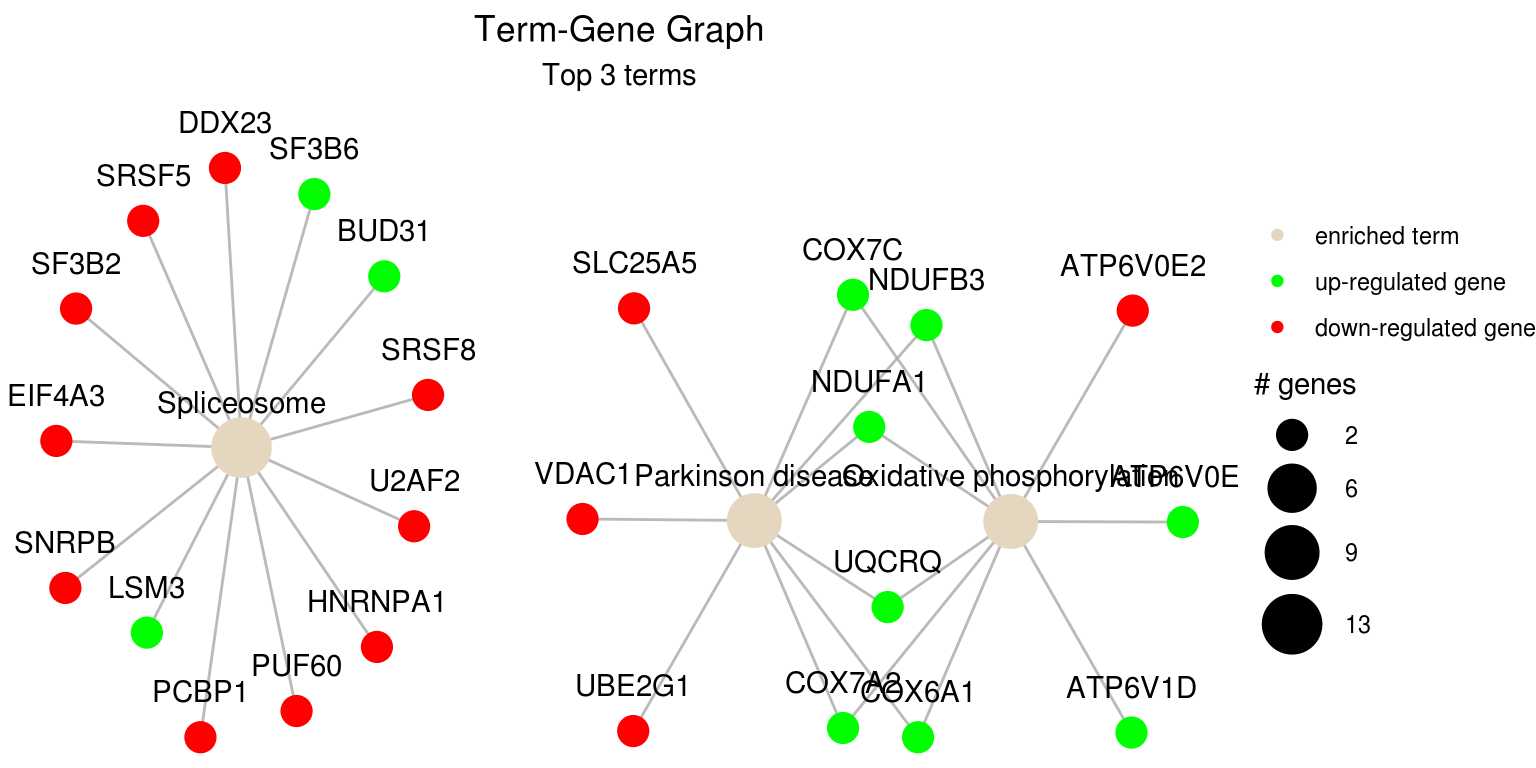 Term-Gene Graph
Top 3 terms
DDX23
SF3B6
SRSF5
BUD31
SF3B2
SRSF8
EIF4A3
Spliceosome
U2AF2
SNRPB
LSM3
HNRNPA1
PUF60
PCBP1
COX7C
SLC25A5
NDUFB3
ATP6V0E2
NDUFA1
VDAC1
Parkinson disease
Oxidative phosphorylation
ATP6V0E
UQCRQ
UBE2G1
COX7A2
COX6A1
ATP6V1D
enriched term
up-regulated gene
down-regulated gene
# genes
2
6
9
13